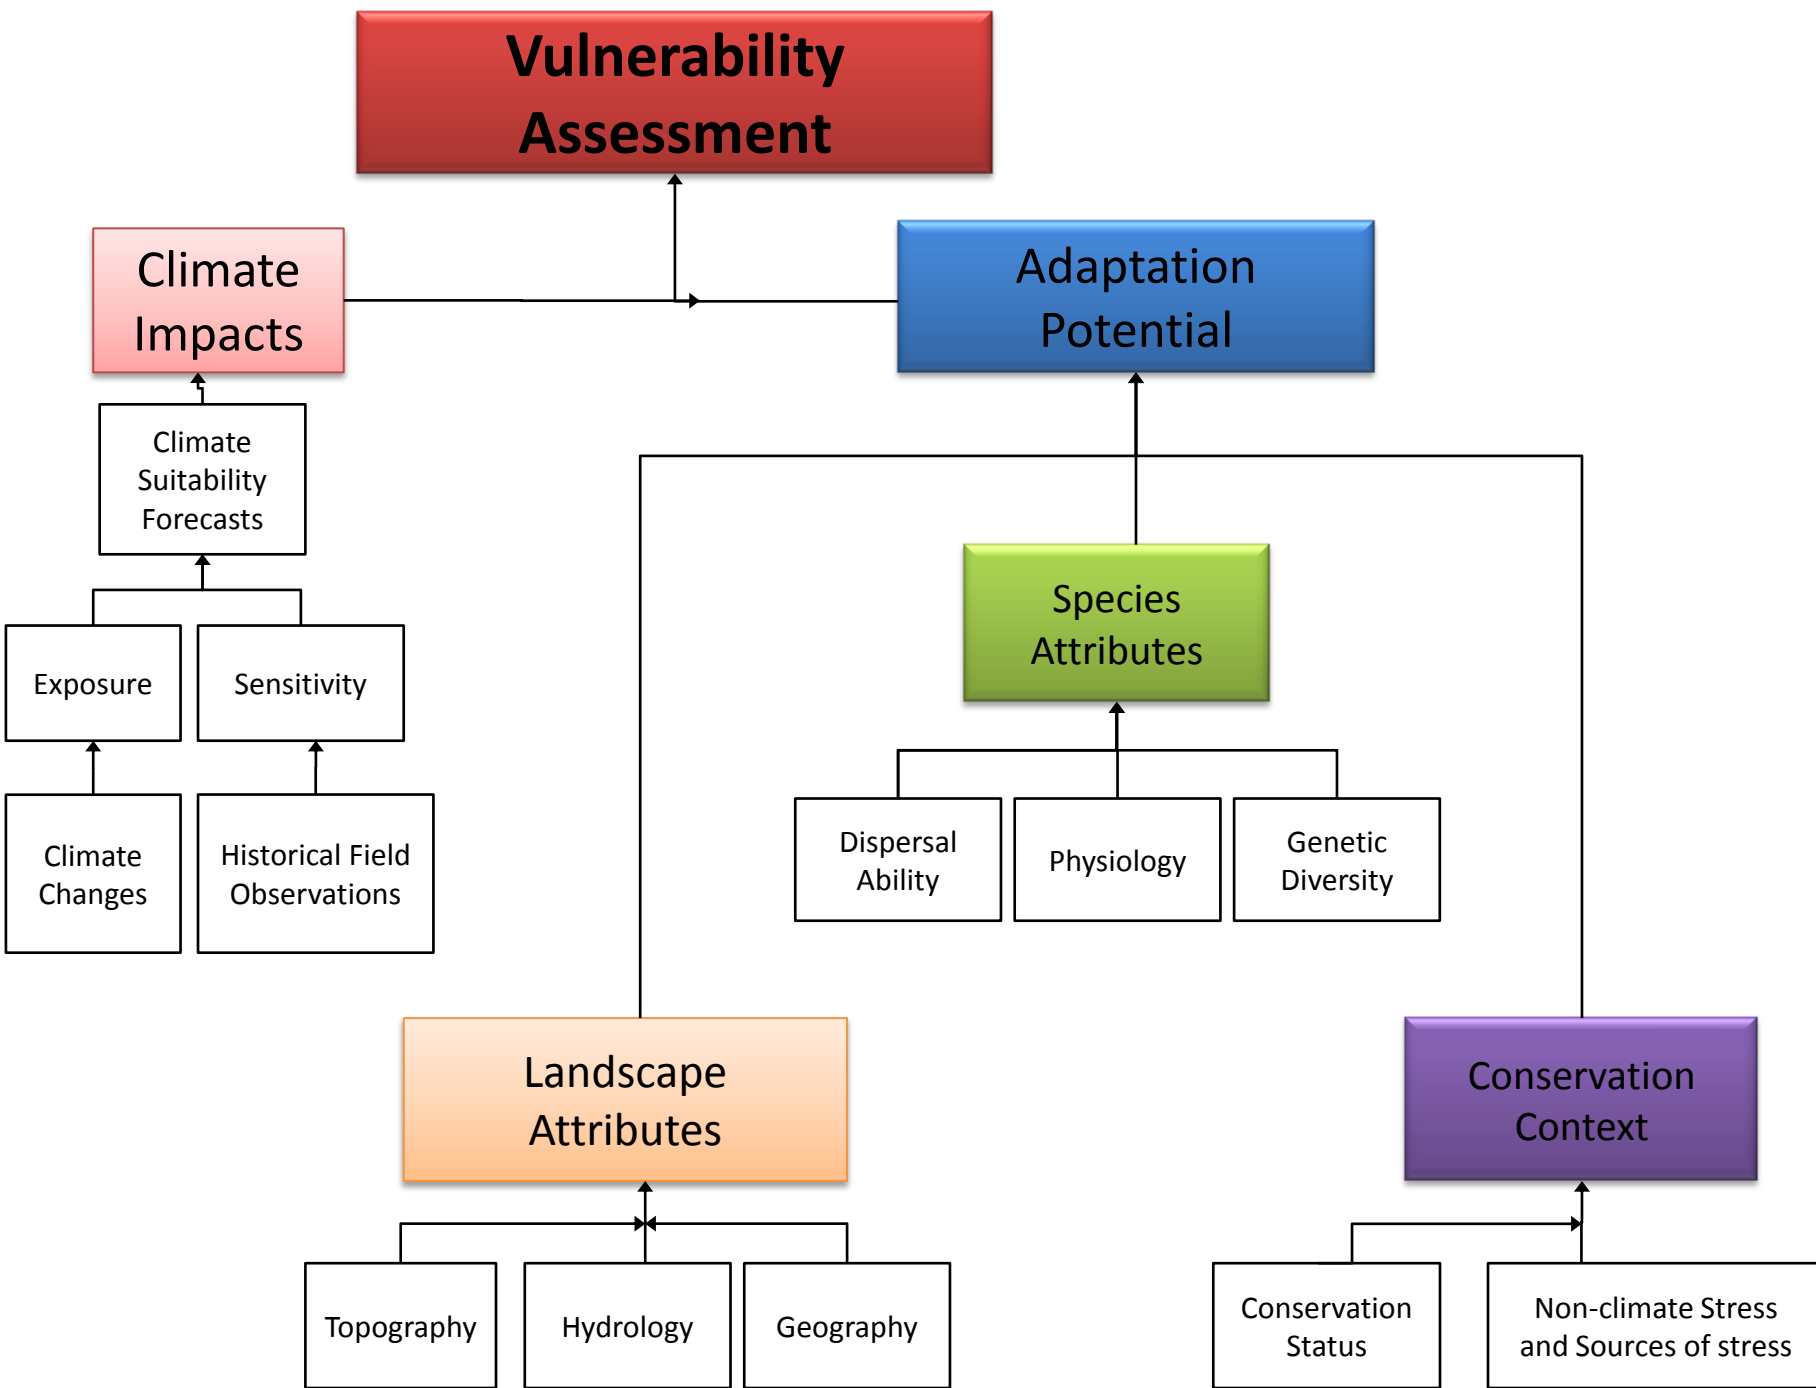 Vulnerability
Assessment
Climate
Impacts
Adaptation
Potential
Climate
Suitability
Forecasts
Exposure
Sensitivity
Species
Attributes
Climate
Changes
Historical Field
Observations
Dispersal
Ability
Physiology
Genetic
Diversity
Landscape
Attributes
Conservation
Context
Topography
Hydrology
Geography
Conservation
Status
Non-climate Stress
and Sources of stress